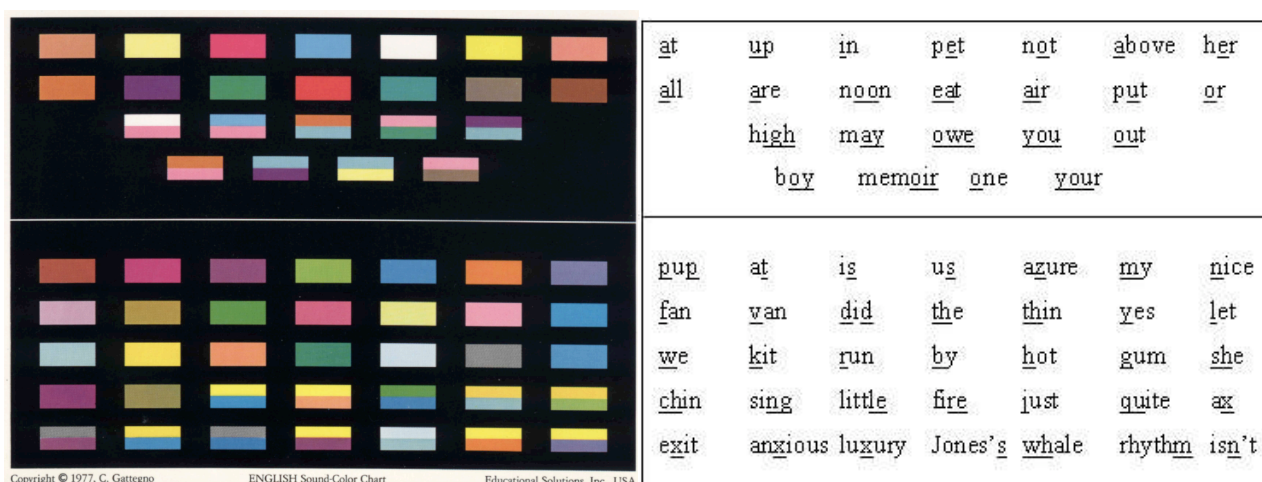 at up in pet not above her
all are noon eat air put or
high may owe you out
boy memoir one your
pup at is us azure my nice
fan van did the thin yes let
we kit run by hot gum she
chin sing little fire just quite ax
exit anxious luxury Jones's whale rhythm isn't
Copyright © 1977, C. Gattegno ENGLISH Sound-Color Chart Educational Solutions, Inc., USA